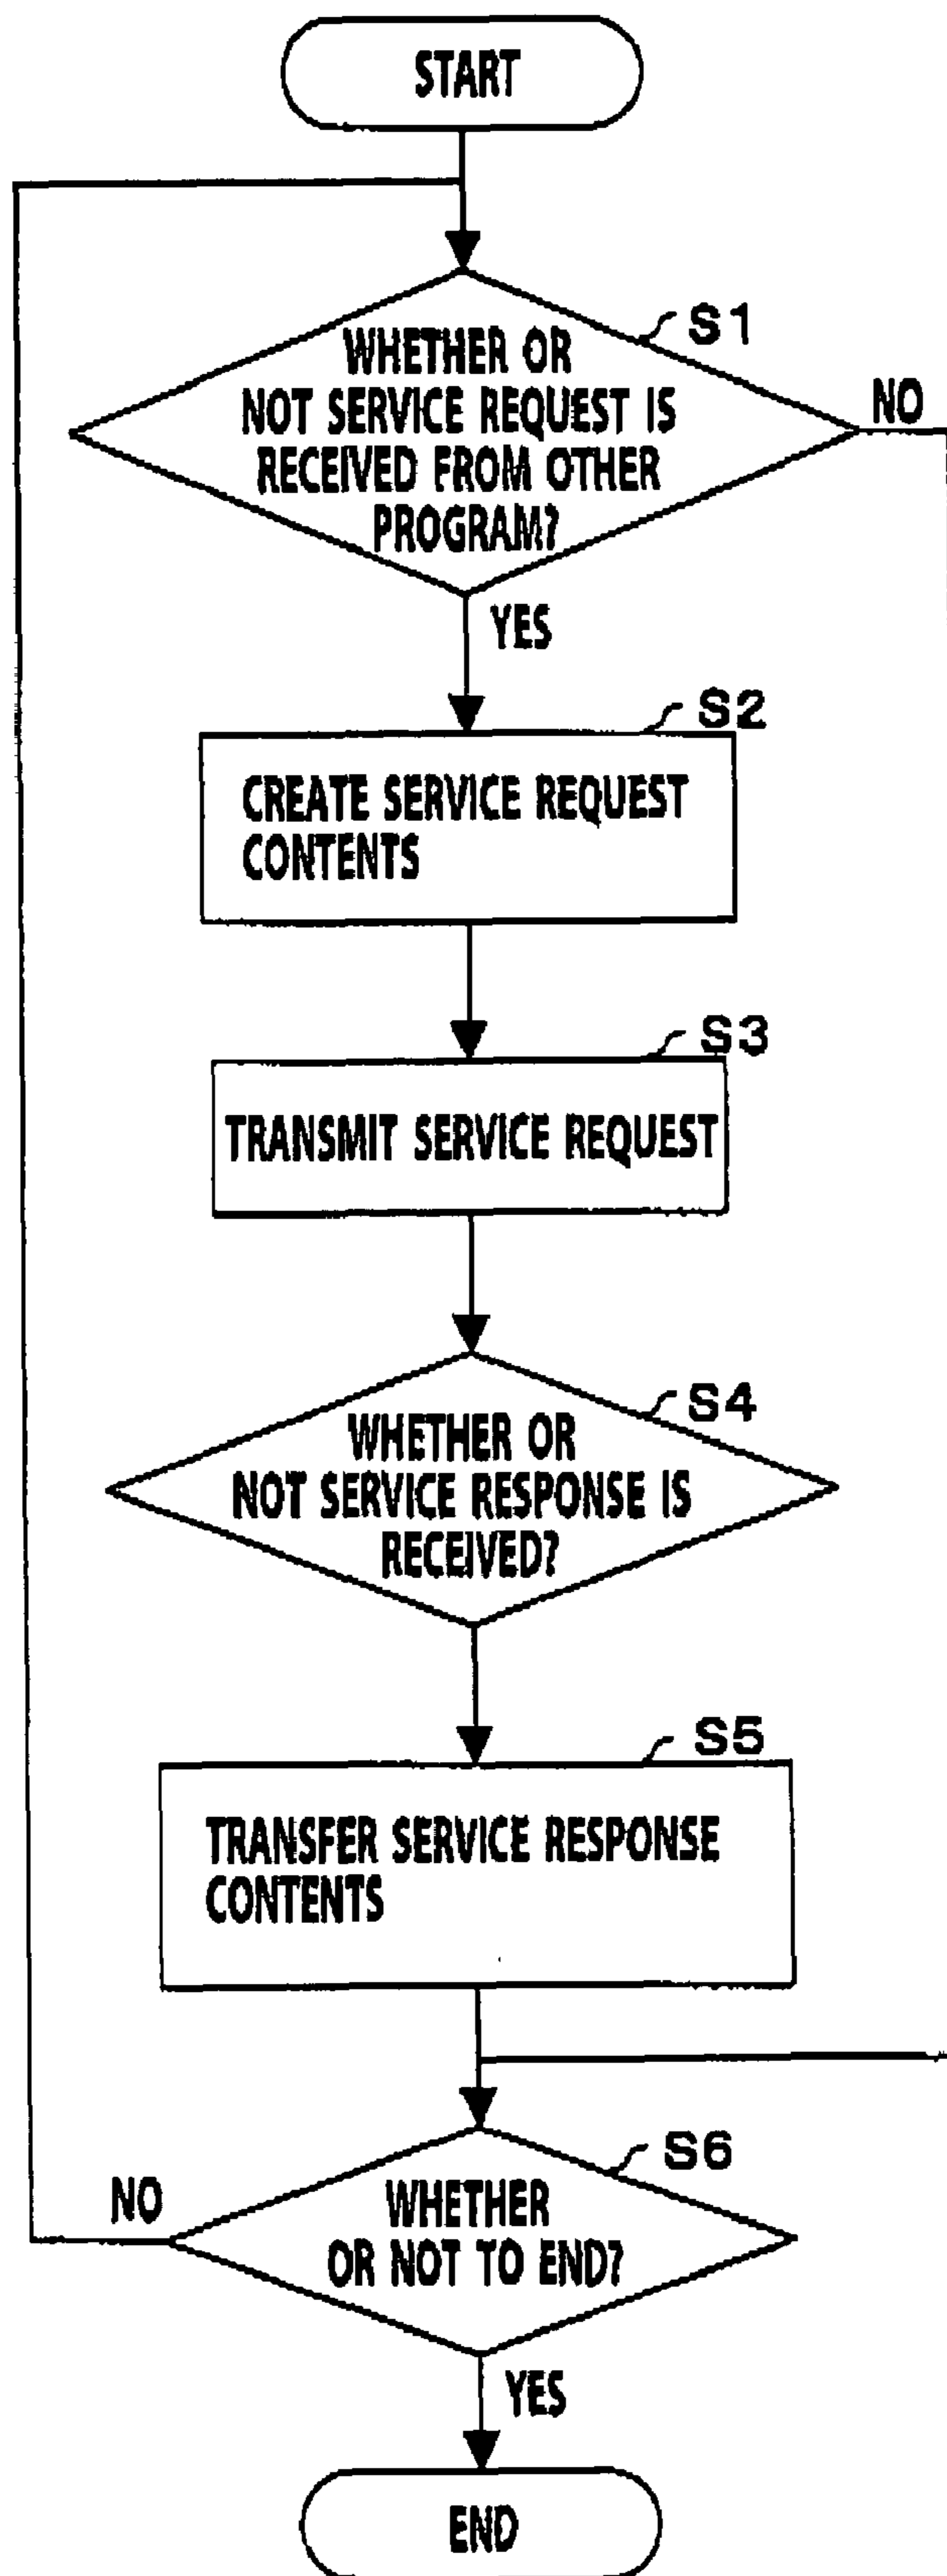 START
S1
WHETHER OR
NOT SERVICE REQUEST IS
RECEIVED FROM OTHER
PROGRAM?
NO
YES
S2
CREATE SERVICE REQUEST
CONTENTS
S3
TRANSMIT SERVICE REQUEST
S4
WHETHER OR
NOT SERVICE RESPONSE IS
RECEIVED?
S5
TRANSFER SERVICE RESPONSE
CONTENTS
S6
NO
WHETHER
OR NOT TO END?
YES
END